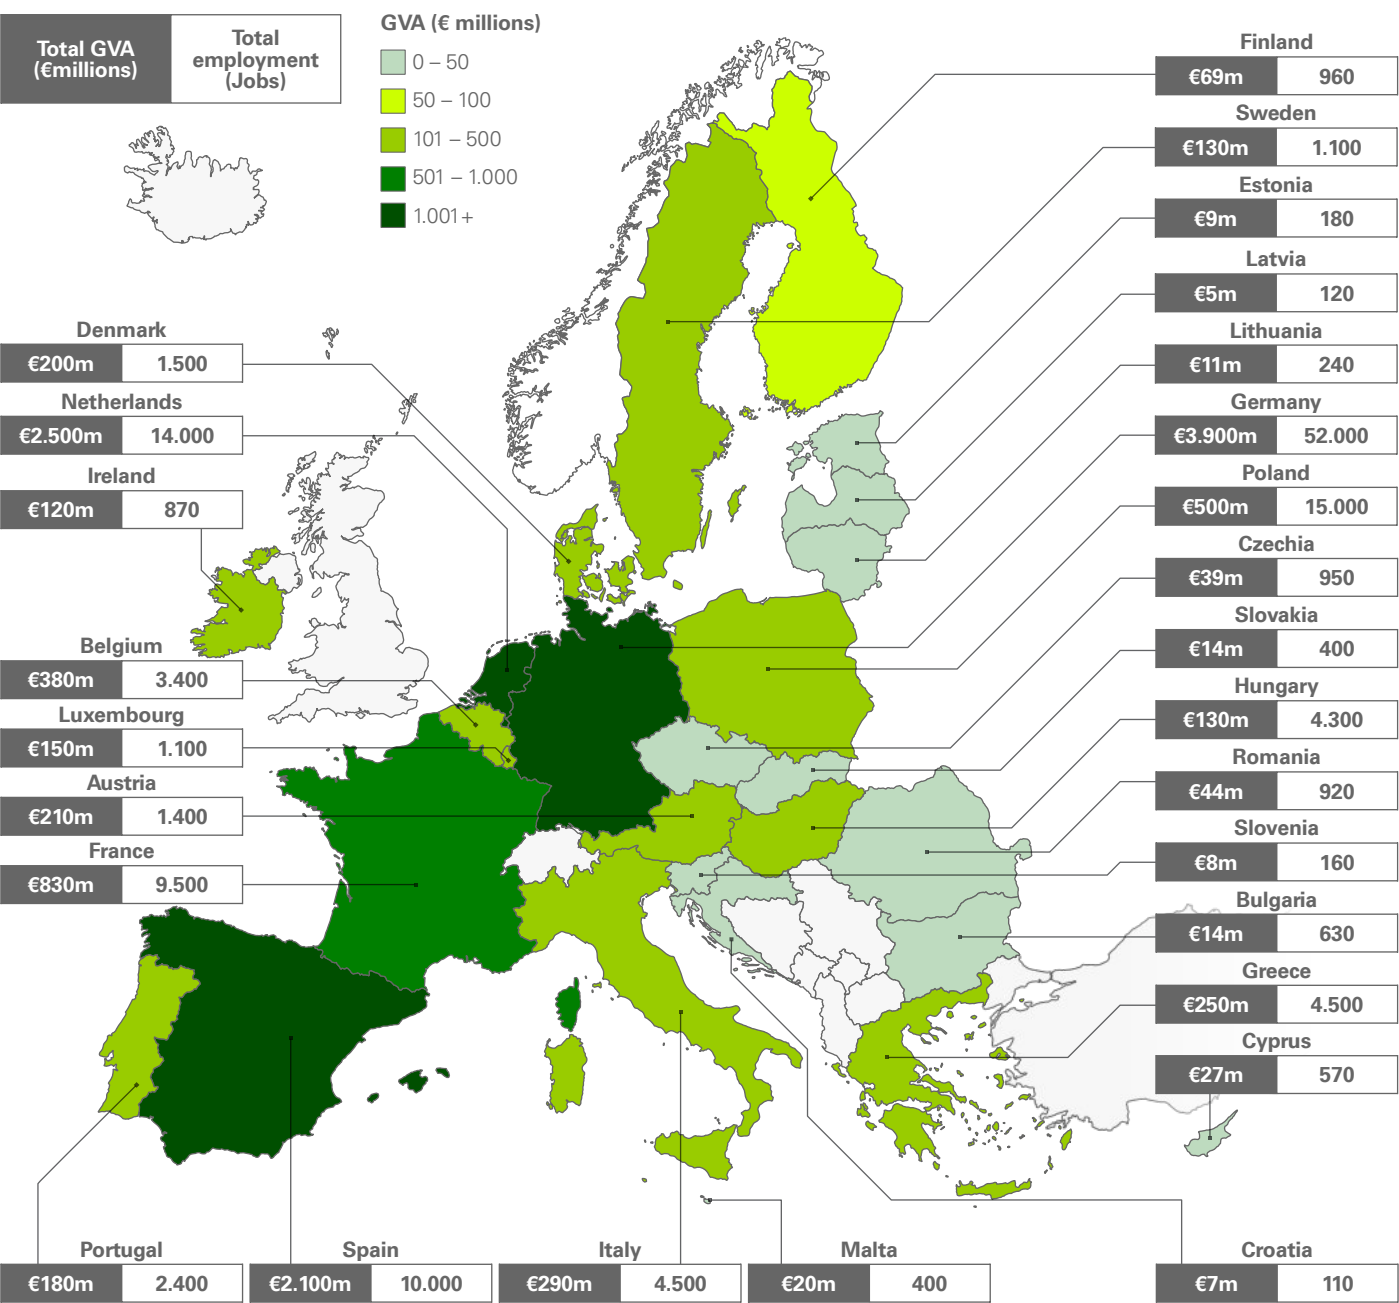 Total GVA
(€millions)
Total
employment
(Jobs)
GVA (€ millions)
0 – 50
50 – 100
101 – 500
501 – 1.000
1.001+
Finland
€69m 960
Sweden
€130m 1.100
Estonia
€9m 180
Latvia
€5m 120
Lithuania
€11m 240
Germany
€3.900m 52.000
Poland
€500m 15.000
Czechia
€39m 950
Slovakia
€14m 400
Hungary
€130m 4.300
Romania
€44m 920
Slovenia
€8m 160
Bulgaria
€14m 630
Greece
€250m 4.500
Cyprus
€27m 570
Denmark
€200m 1.500
Netherlands
€2.500m 14.000
Ireland
€120m 870
Belgium
€380m 3.400
Luxembourg
€150m 1.100
Austria
€210m 1.400
France
€830m 9.500
Portugal
€180m 2.400
Spain
€2.100m 10.000
Italy
€290m 4.500
Malta
€20m 400
Croatia
€7m 110